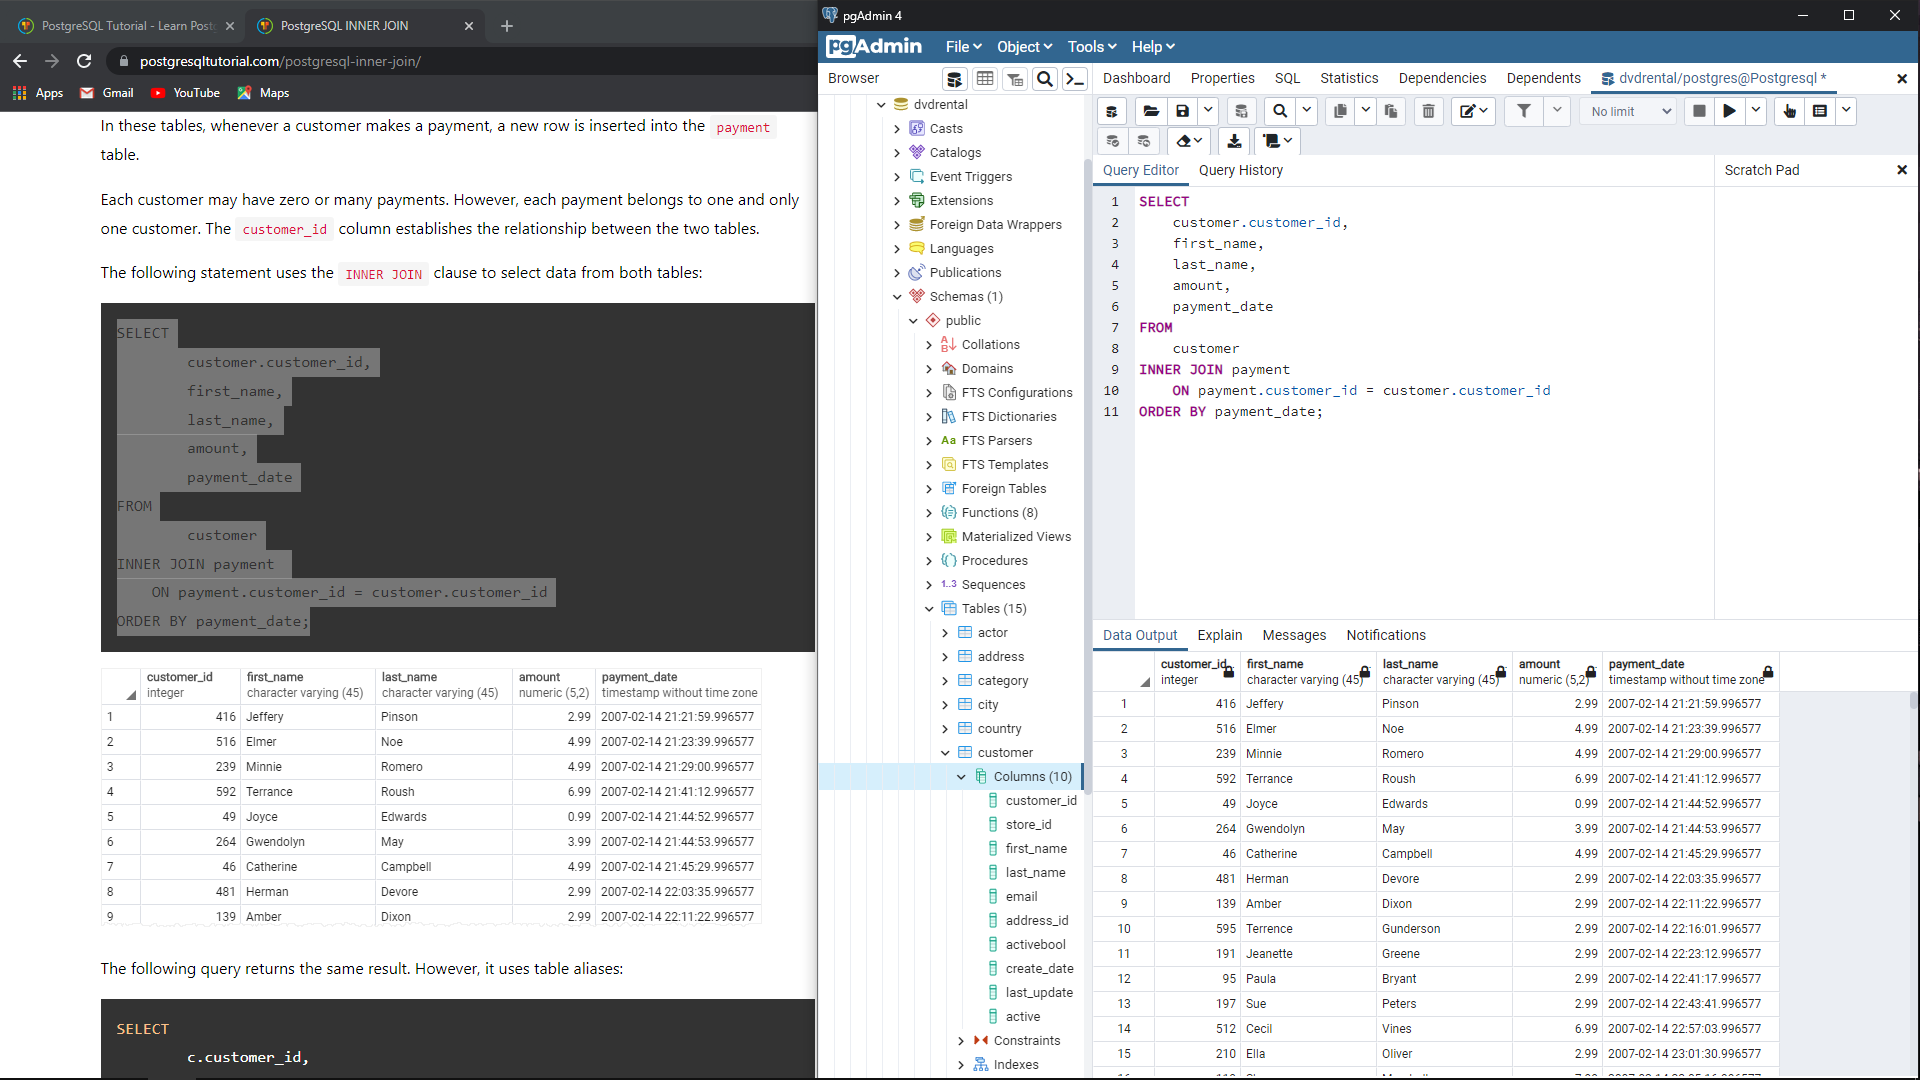 PostgreSQL Tutorial - Learn Post
PostgreSQL INNER JOIN
postgresqltutorial.com/postgresql-inner-join/
Apps
Gmail
YouTube
Maps
In these tables, whenever a customer makes a payment, a new row is inserted into the payment
table.
Each customer may have zero or many payments. However, each payment belongs to one and only
one customer. The customer_id column establishes the relationship between the two tables.
The following statement uses the INNER JOIN clause to select data from both tables:
SELECT
customer.customer_id,
first_name,
last_name,
amount,
payment_date
FROM
customer
INNER JOIN payment
ON payment.customer_id = customer.customer_id
ORDER BY payment_date;
customer_id first_name last_name amount payment_date
integer character varying (45) character varying (45) numeric (5,2) timestamp without time zone
1 416 Jeffery Pinson 2.99 2007-02-14 21:21:59.996577
2 516 Elmer Noe 4.99 2007-02-14 21:23:39.996577
3 239 Minnie Romero 4.99 2007-02-14 21:29:00.996577
4 592 Terrance Roush 6.99 2007-02-14 21:41:12.996577
5 49 Joyce Edwards 0.99 2007-02-14 21:44:52.996577
6 264 Gwendolyn May 3.99 2007-02-14 21:44:53.996577
7 46 Catherine Campbell 4.99 2007-02-14 21:45:29.996577
8 481 Herman Devore 2.99 2007-02-14 22:03:35.996577
9 139 Amber Dixon 2.99 2007-02-14 22:11:22.996577
The following query returns the same result. However, it uses table aliases:
SELECT
c.customer_id,
pgAdmin 4
pgAdmin File Object Tools Help
Browser
dvdrental
Casts
Catalogs
Event Triggers
Extensions
Foreign Data Wrappers
Languages
Publications
Schemas (1)
public
Collations
Domains
FTS Configurations
FTS Dictionaries
Aa FTS Parsers
FTS Templates
Foreign Tables
Functions (8)
Materialized Views
Procedures
1..3 Sequences
Tables (15)
actor
address
category
city
country
customer
Columns (10)
customer_id
store_id
first_name
last_name
email
address_id
activebool
create_date
last_update
active
Constraints
Indexes
Dashboard Properties SQL Statistics Dependencies Dependents dvdrental/postgres@Postgresql *
No limit
Query Editor Query History
Scratch Pad
1 SELECT
2 customer.customer_id,
3 first_name,
4 last_name,
5 amount,
6 payment_date
7 FROM
8 customer
9 INNER JOIN payment
10 ON payment.customer_id = customer.customer_id
11 ORDER BY payment_date;
Data Output Explain Messages Notifications
customer_id first_name last_name amount payment_date
integer character varying (45) character varying (45) numeric (5,2) timestamp without time zone
1 416 Jeffery Pinson 2.99 2007-02-14 21:21:59.996577
2 516 Elmer Noe 4.99 2007-02-14 21:23:39.996577
3 239 Minnie Romero 4.99 2007-02-14 21:29:00.996577
4 592 Terrance Roush 6.99 2007-02-14 21:41:12.996577
5 49 Joyce Edwards 0.99 2007-02-14 21:44:52.996577
6 264 Gwendolyn May 3.99 2007-02-14 21:44:53.996577
7 46 Catherine Campbell 4.99 2007-02-14 21:45:29.996577
8 481 Herman Devore 2.99 2007-02-14 22:03:35.996577
9 139 Amber Dixon 2.99 2007-02-14 22:11:22.996577
10 595 Terrence Gunderson 2.99 2007-02-14 22:16:01.996577
11 191 Jeanette Greene 2.99 2007-02-14 22:23:12.996577
12 95 Paula Bryant 2.99 2007-02-14 22:41:17.996577
13 197 Sue Peters 2.99 2007-02-14 22:43:41.996577
14 512 Cecil Vines 6.99 2007-02-14 22:57:03.996577
15 210 Ella Oliver 2.99 2007-02-14 23:01:30.996577